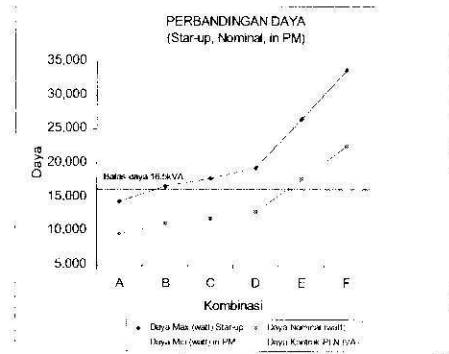 PERBANDINGAN DAYA
(Star-up, Nominal, in PM)
35,000
30,000
25,000
20,000
15,000
10,000
5,000
Daya
Batas daya 16.5kVA
A B C D E F
Kombinasi
Daya Max (watt) Star-up
Daya Nominal (watt)
Daya Min (watt) in PM
Daya Kontrak PLN (VA)